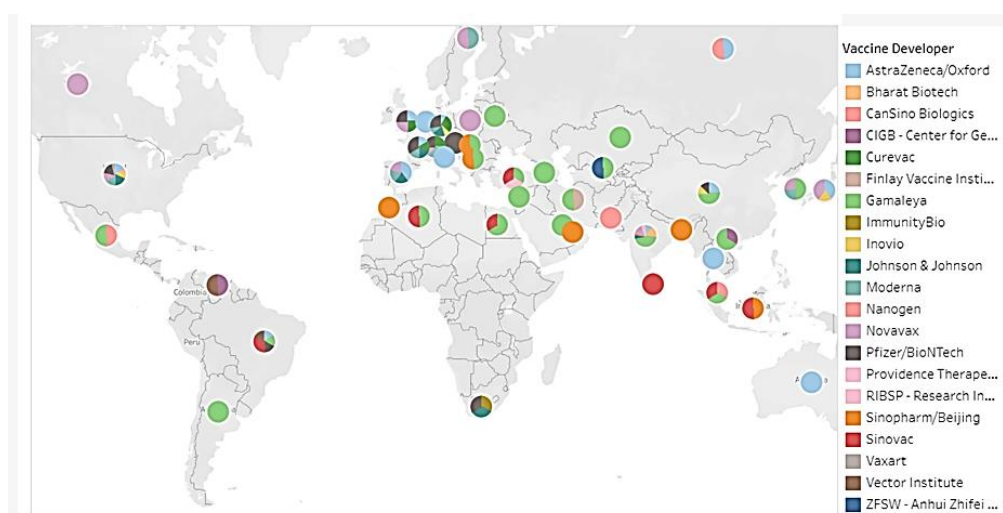 Vaccine Developer
AstraZeneca/Oxford
Bharat Biotech
CanSino Biologics
CIGB - Center for Ge...
Curevac
Finlay Vaccine Insti...
Gamaleya
ImmunityBio
Inovio
Johnson & Johnson
Moderna
Nanogen
Novavax
Pfizer/BioNTech
Providence Therape...
RIBSP - Research In...
Sinopharm/Beijing
Sinovac
Vaxart
Vector Institute
ZFSW - Anhui Zhifei ...
Colombia
Peru